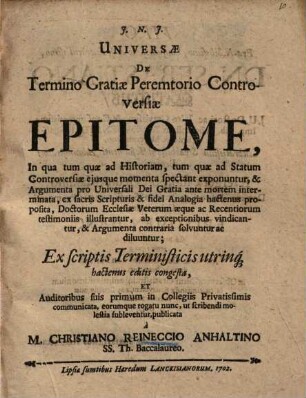 J. N. J.
UNIVERSÆ
DE
Termino Gratiæ Peremtorio Contro-
versiæ
EPITOME,
In qua tum quæ ad Historiam, tum quæ ad Statum
Controversiæ ejusque momenta spectant exponuntur, &
Argumenta pro Universali Dei Gratia ante mortem inter-
minata, ex sacris Scripturis & fidei Analogia hactenus pro-
posita, Doctorum Ecclesiæ Veterum æque ac Recentiorum
testimoniis illustrantur, ab exceptionibus vindican-
tur, & Argumenta contraria solvuntur ac
diluuntur;
Ex scriptis Terministicis utrinq;
hactenus editis congesta,
ET
Auditoribus suis primum in Collegiis Privatissimis
communicata, eorumque rogatu nunc, ut scribendi mo-
lestia sublevентur, publicata
à
M. CHRISTIANO REINECCIO ANHALTINO
SS. Th. Baccalaureo.
Lipsiæ sumtibus Hæredum LANCKISIANORUM, 1702.